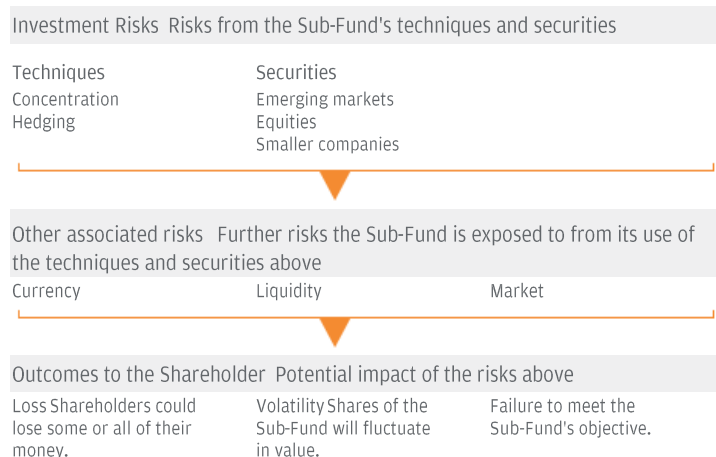 Investment Risks Risks from the Sub-Fund's techniques and securities
Techniques
Concentration
Hedging
Securities
Emerging markets
Equities
Smaller companies
Other associated risks Further risks the Sub-Fund is exposed to from its use of
the techniques and securities above
Currency
Liquidity
Market
Outcomes to the Shareholder Potential impact of the risks above
Loss Shareholders could
lose some or all of their
money.
Volatility Shares of the
Sub-Fund will fluctuate
in value.
Failure to meet the
Sub-Fund's objective.